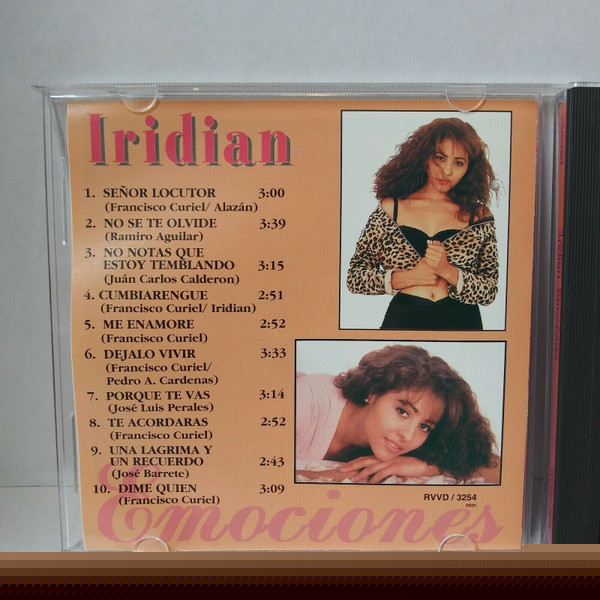 Iridian
1. SEÑOR LOCUTOR 3:00
(Francisco Curiel/ Alazán)
2. NO SE TE OLVIDE 3:39
(Ramiro Aguilar)
3. NO NOTAS QUE
ESTOY TEMBLANDO 3:15
(Juán Carlos Calderon)
4. CUMBIARENGUE 2:51
(Francisco Curiel/ Iridian)
5. ME ENAMORE 2:52
(Francisco Curiel)
6. DEJALO VIVIR 3:33
(Francisco Curiel/
Pedro A. Cardenas)
7. PORQUE TE VAS 3:14
(José Luis Perales)
8. TE ACORDARAS 2:52
(Francisco Curiel)
9. UNA LAGRIMA Y
UN RECUERDO 2:43
(José Barrete)
10. DIME QUIEN 3:09
(Francisco Curiel)
RVVD / 3254
2501
Emociones